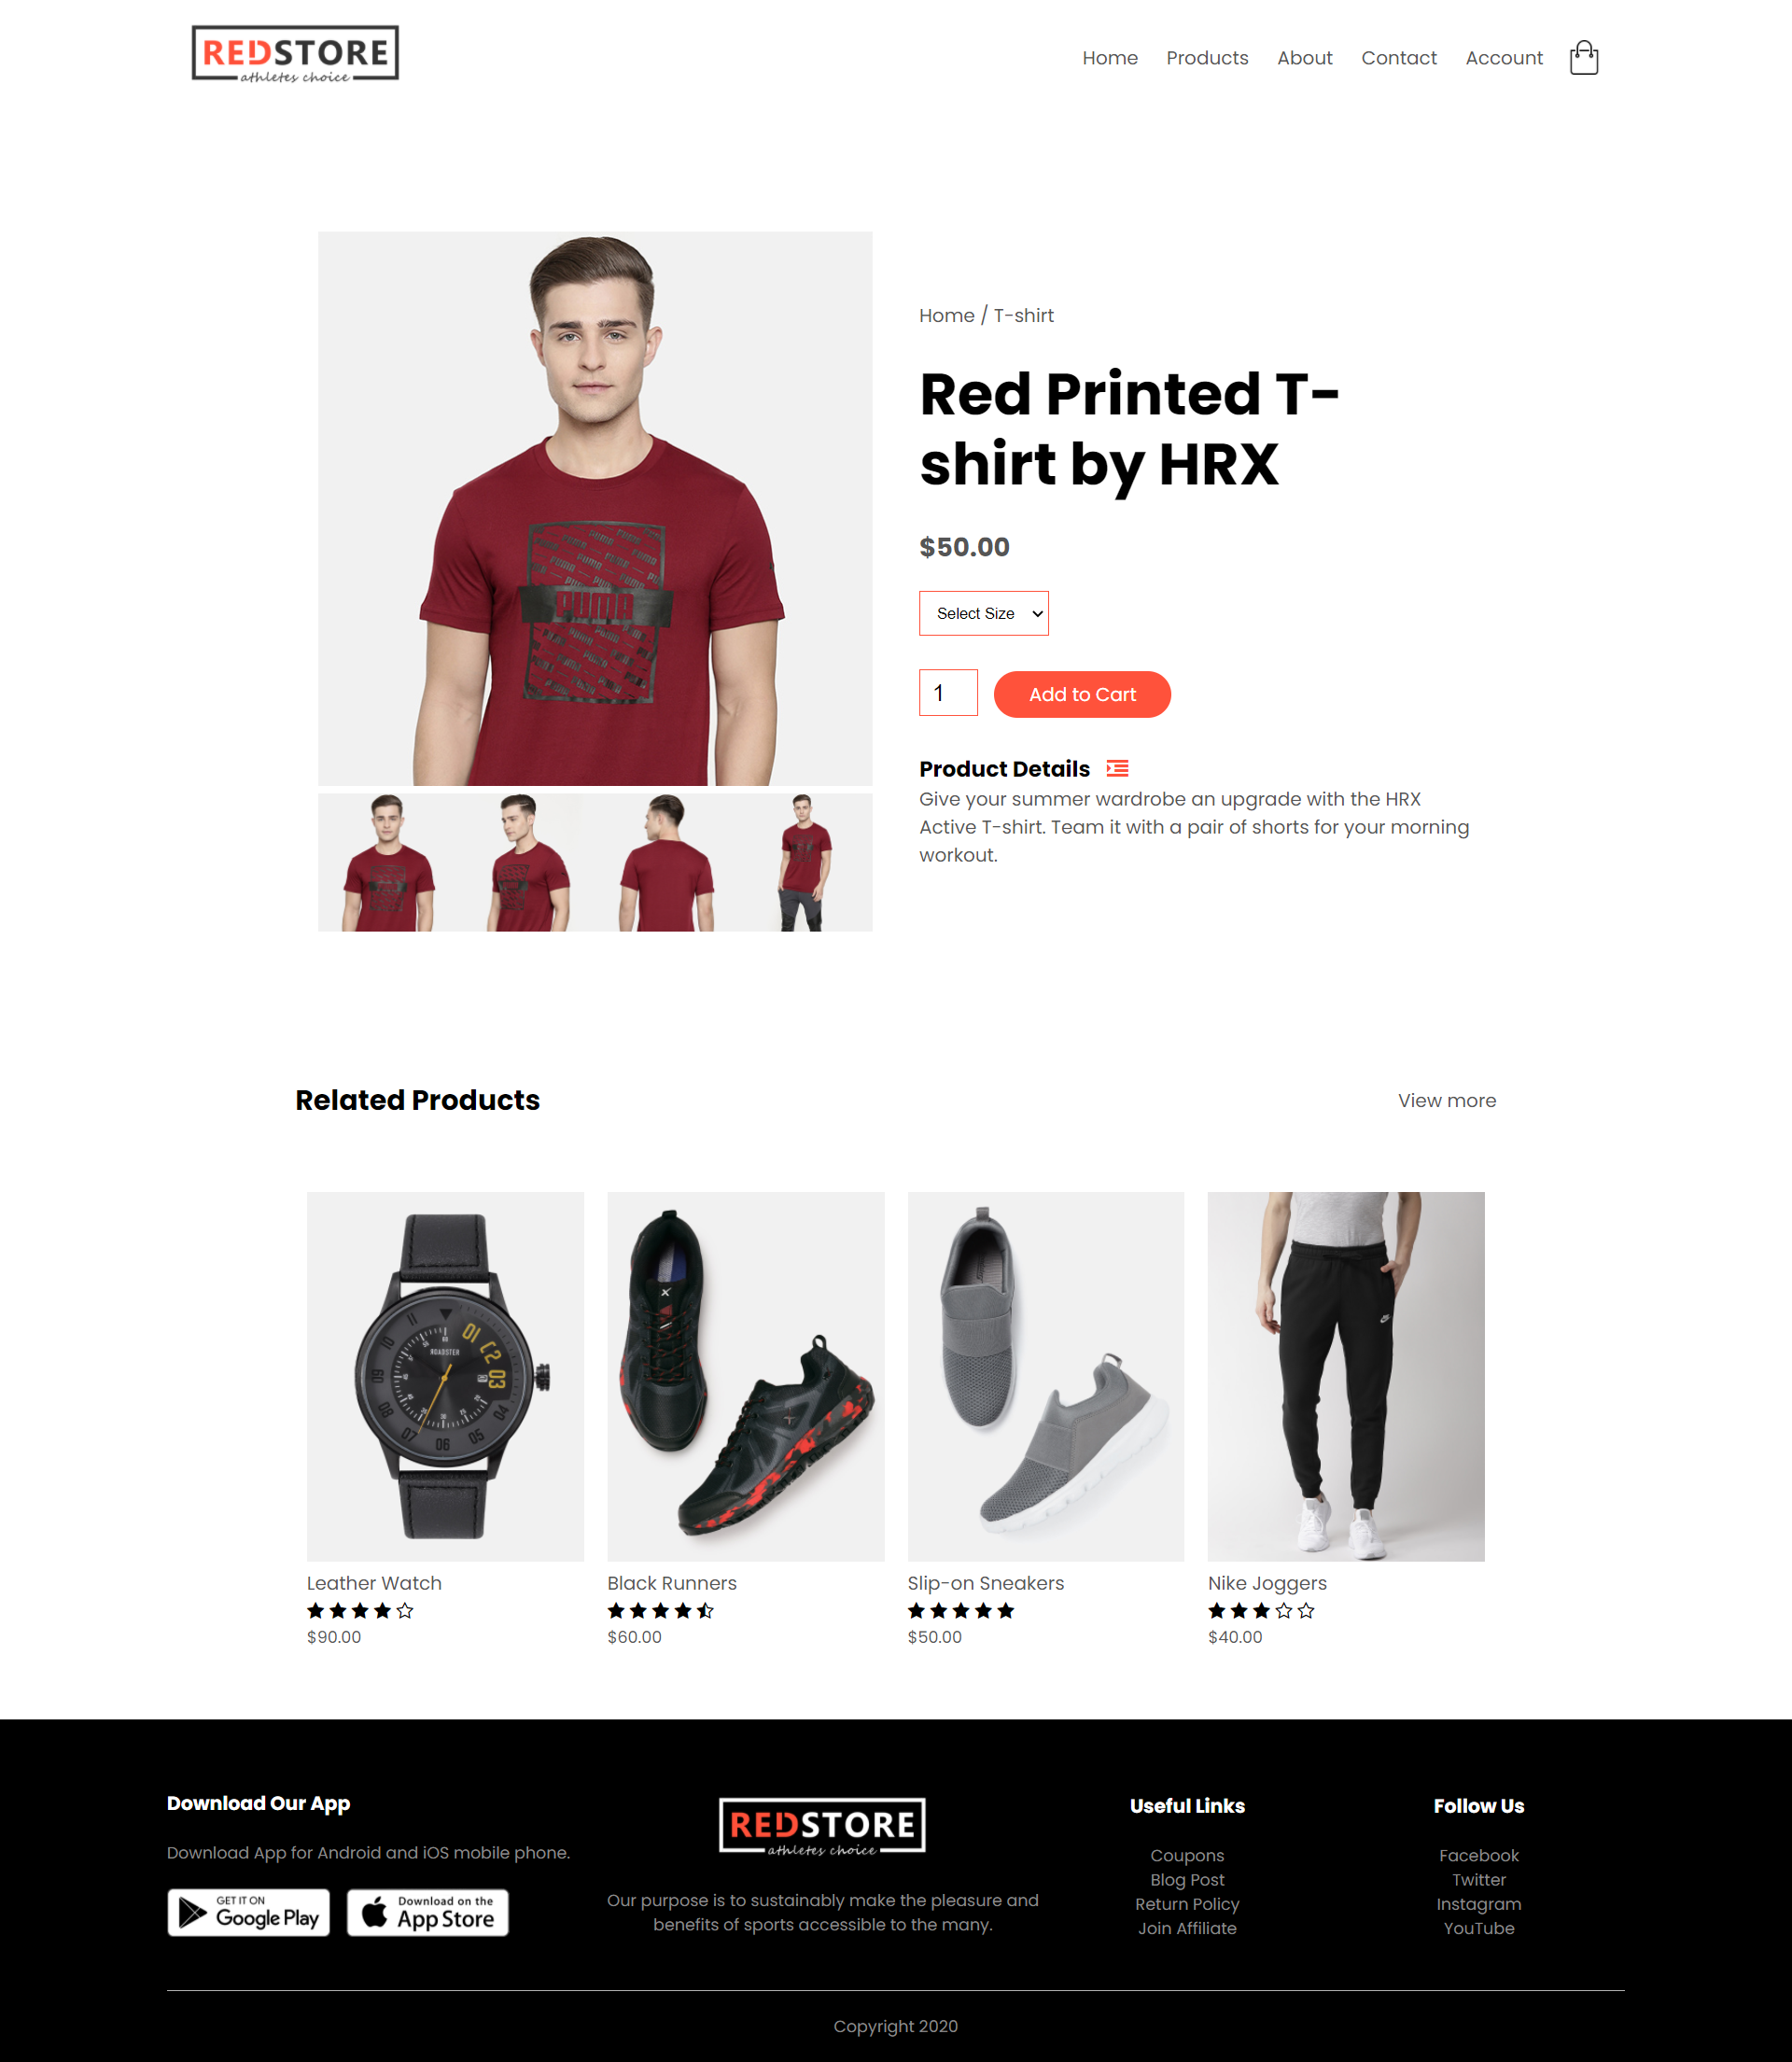 REDSTORE
athletes choice
Home Products About Contact Account
Home / T-shirt
Red Printed T-
shirt by HRX
$50.00
Select Size
1 Add to Cart
Product Details
Give your summer wardrobe an upgrade with the HRX
Active T-shirt. Team it with a pair of shorts for your morning
workout.
PUMA
Related Products View more
ROADSTER
Leather Watch
$90.00
Black Runners
$60.00
Slip-on Sneakers
$50.00
Nike Joggers
$40.00
Download Our App
Download App for Android and iOS mobile phone.
GET IT ON
Google Play
Download on the
App Store
REDSTORE
athletes choice
Our purpose is to sustainably make the pleasure and
benefits of sports accessible to the many.
Useful Links
Coupons
Blog Post
Return Policy
Join Affiliate
Follow Us
Facebook
Twitter
Instagram
YouTube
Copyright 2020